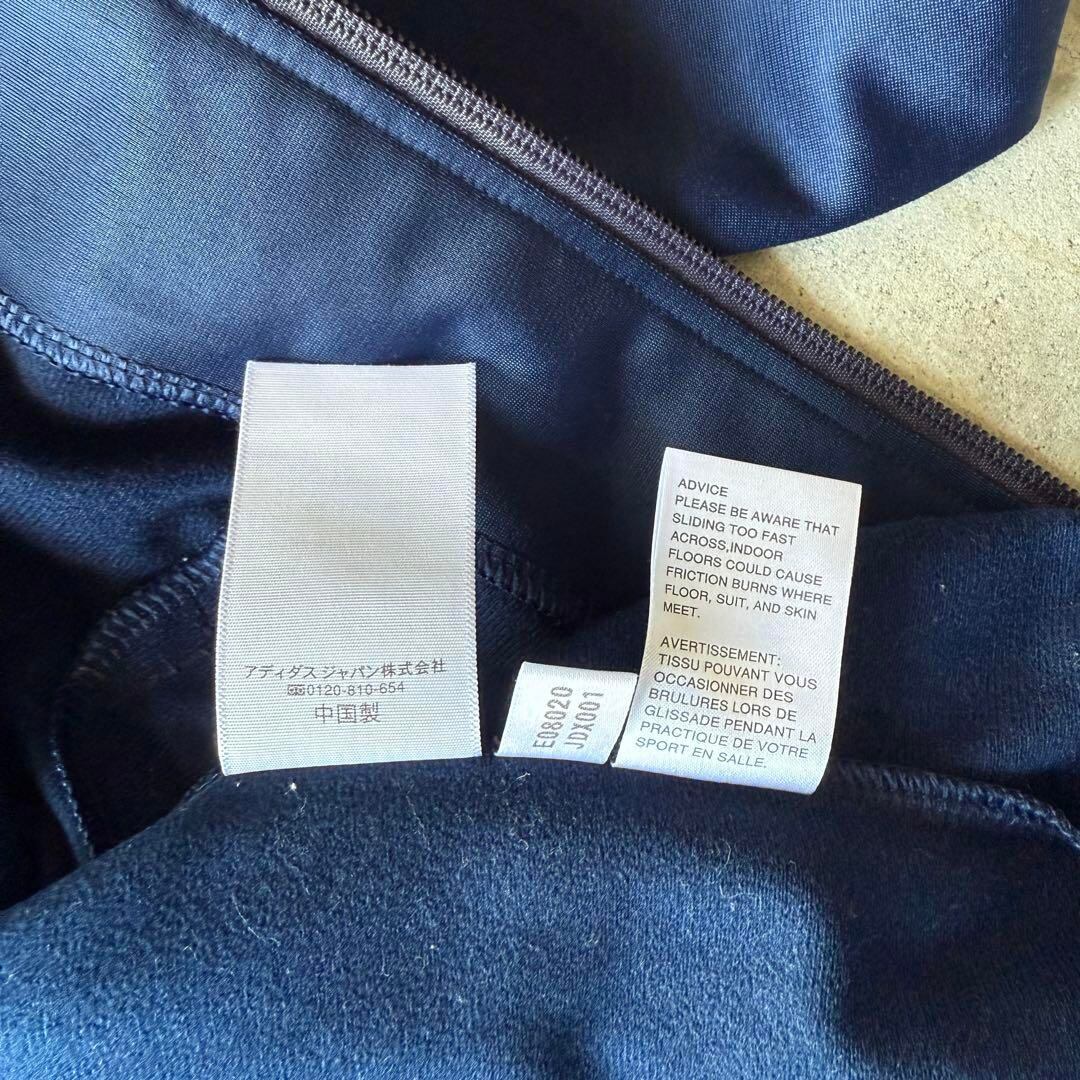 アディダス ジャパン株式会社
0120-810-654
中国製
E08020
JDX001
ADVICE
PLEASE BE AWARE THAT
SLIDING TOO FAST
ACROSS,INDOOR
FLOORS COULD CAUSE
FRICTION BURNS WHERE
FLOOR, SUIT, AND SKIN
MEET.
AVERTISSEMENT:
TISSU POUVANT VOUS
OCCASIONNER DES
BRULURES LORS DE
GLISSADE PENDANT LA
PRACTIQUE DE VOTRE
SPORT EN SALLE.